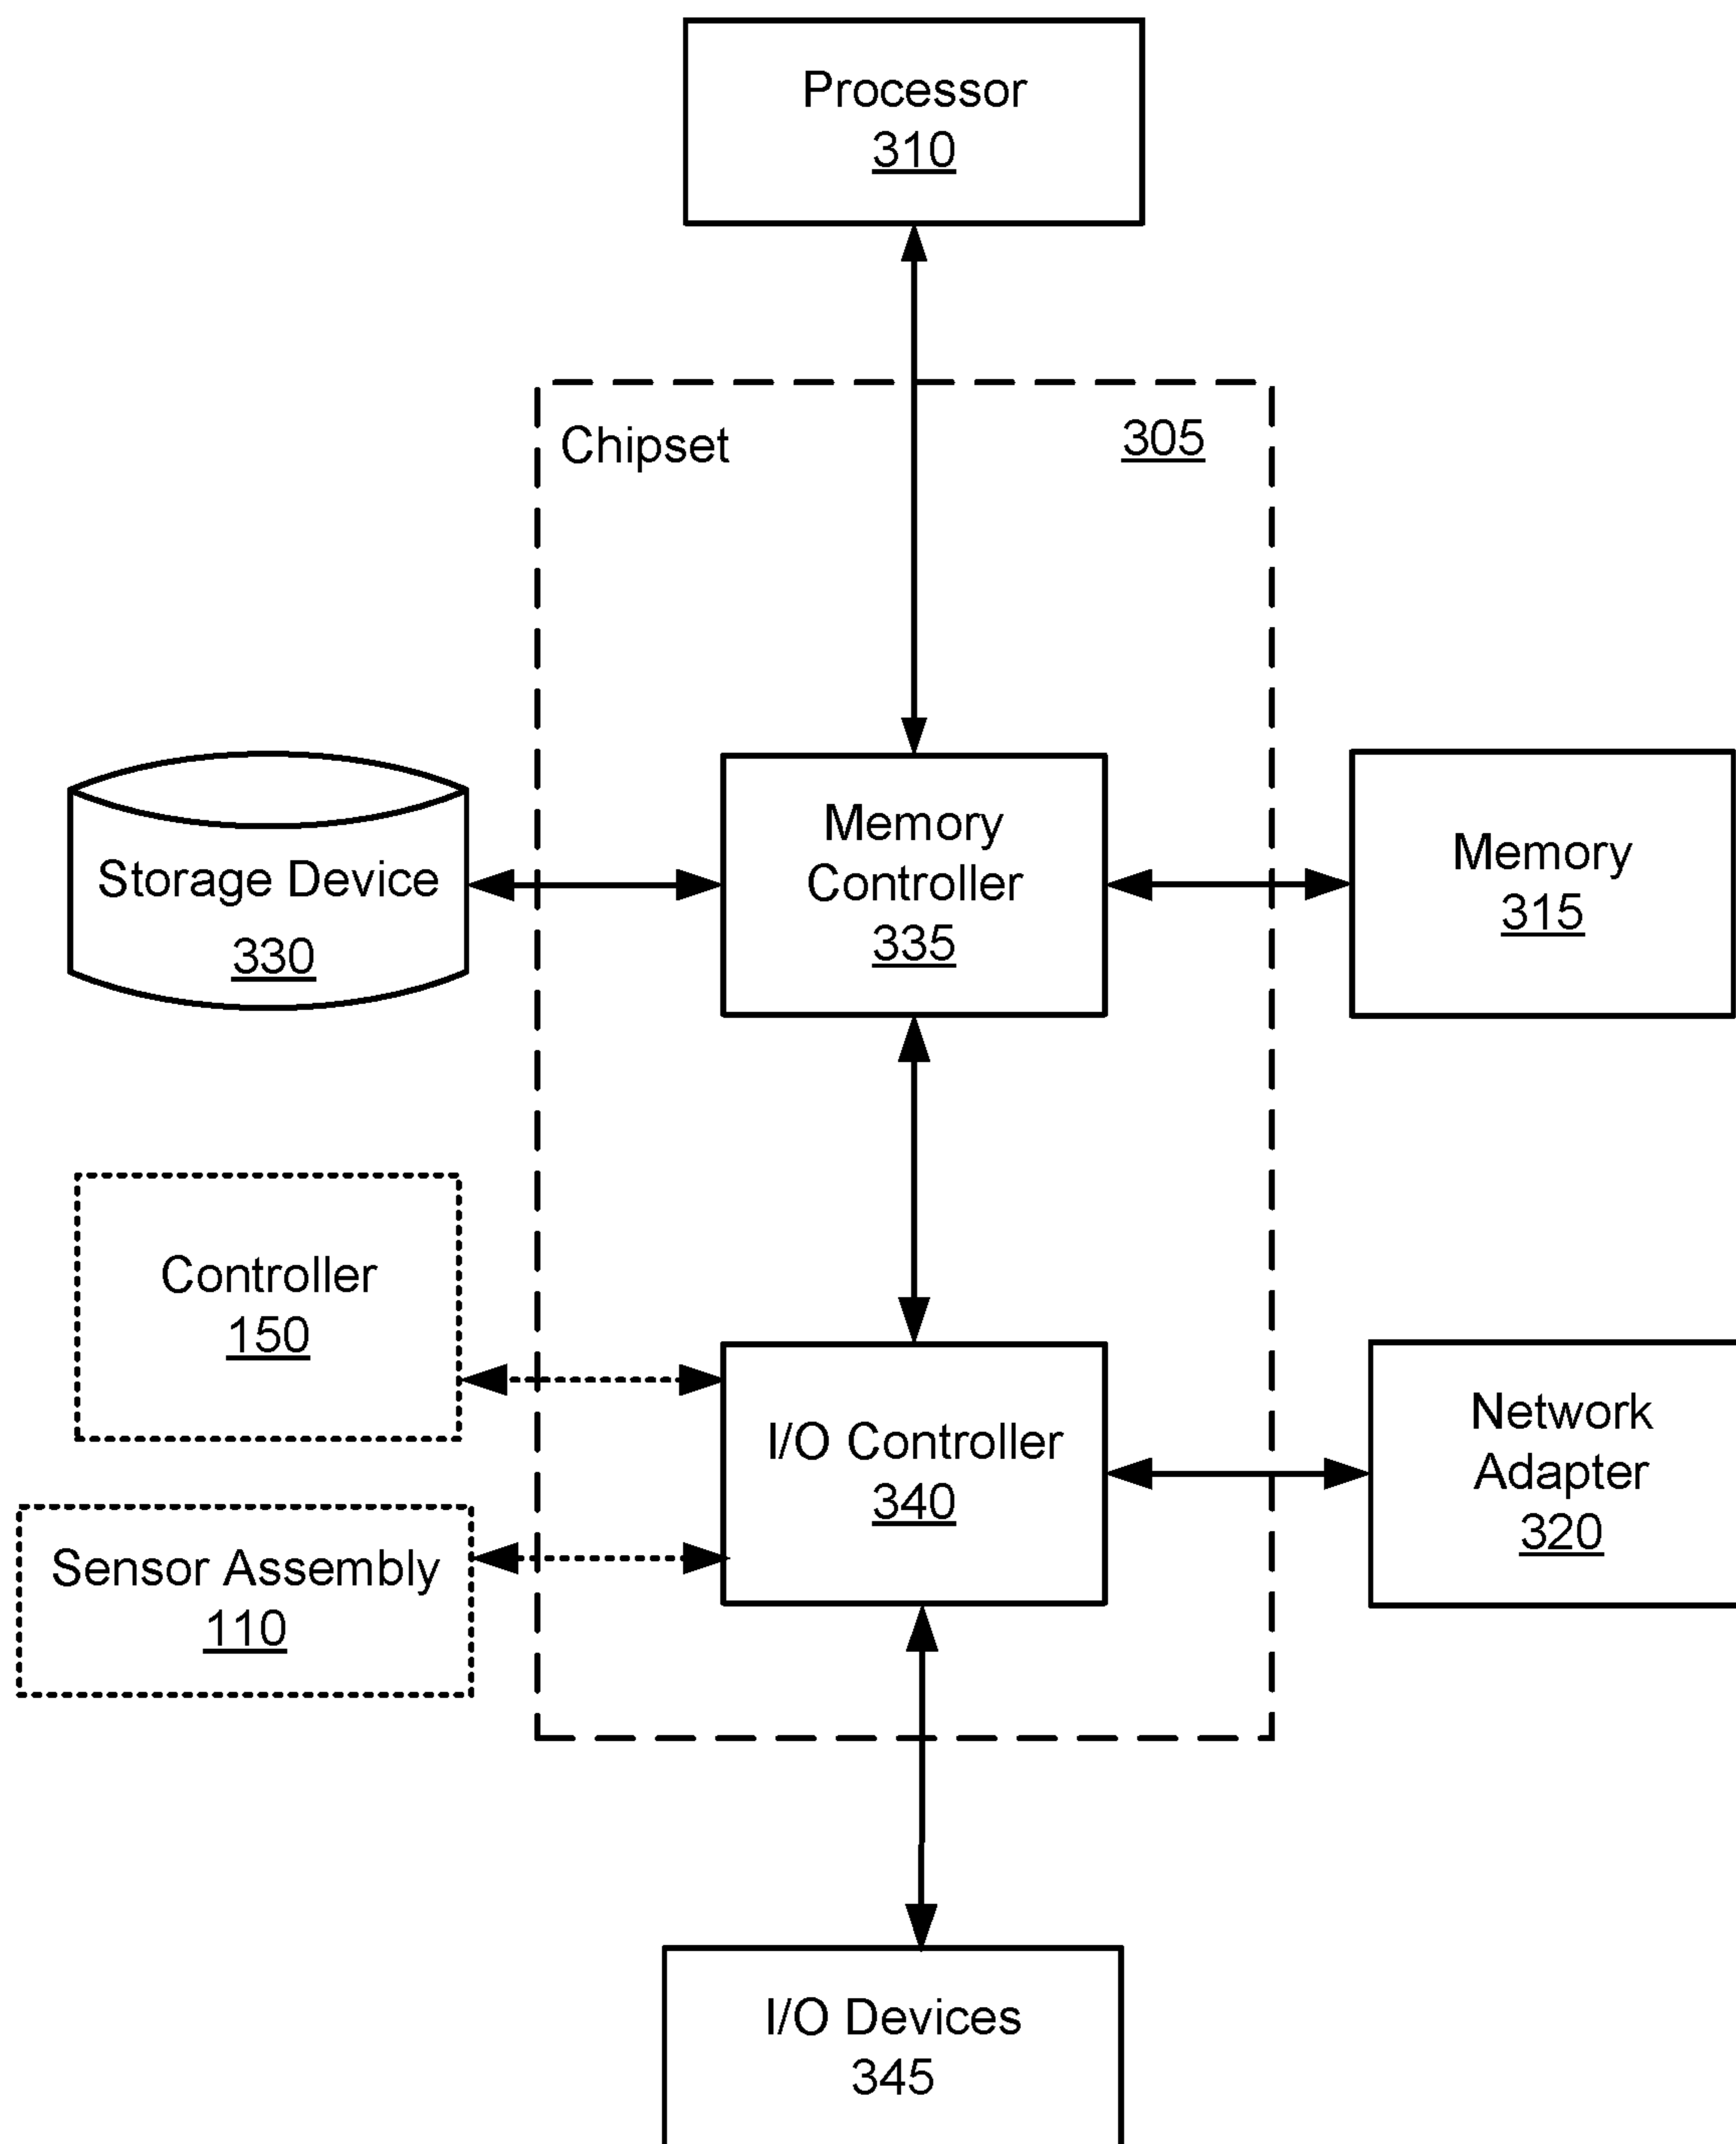 Processor
310
Chipset
305
Storage Device
330
Memory
Controller
335
Memory
315
Controller
150
I/O Controller
340
Network
Adapter
320
Sensor Assembly
110
I/O Devices
345